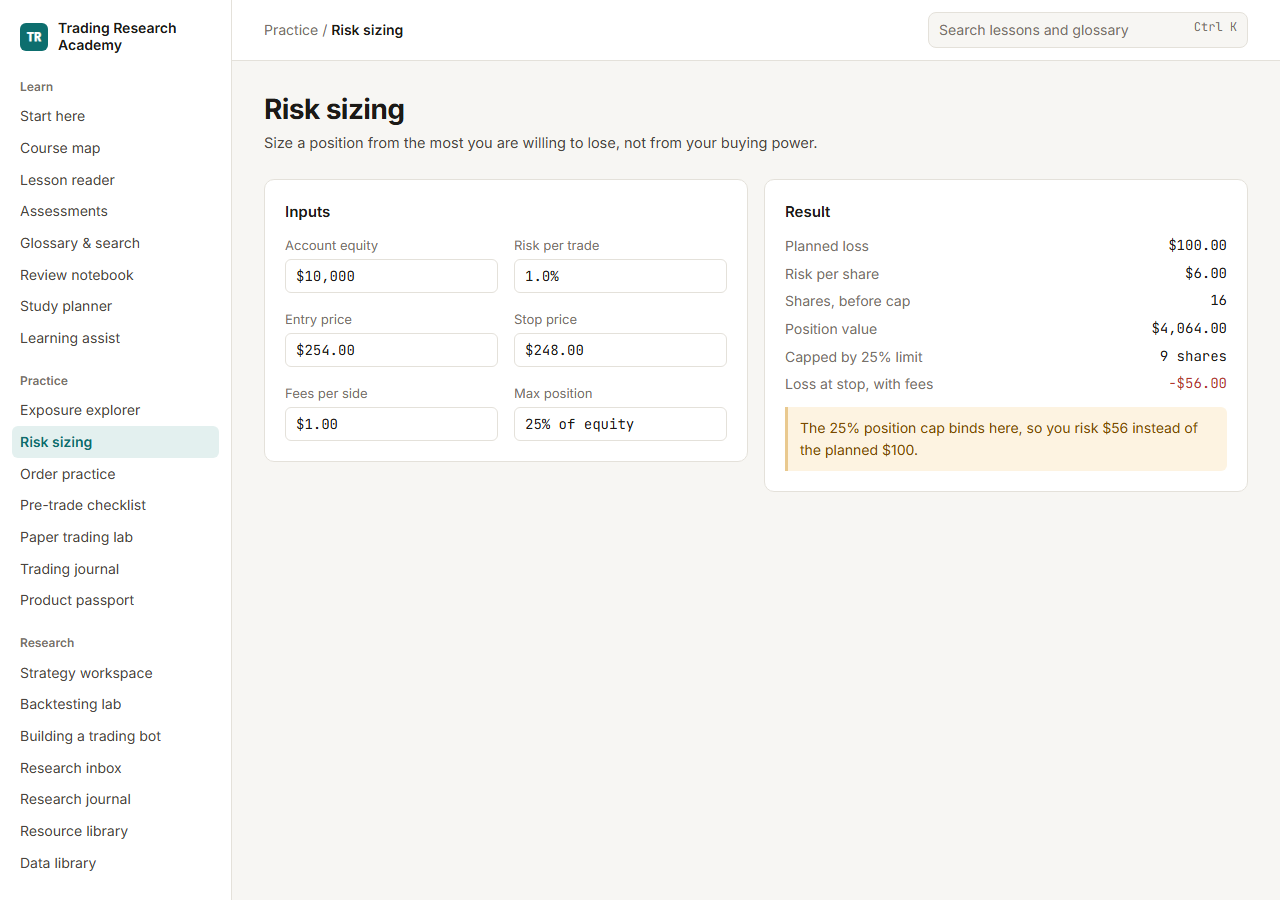 TR
Trading Research
Academy
Learn
Start here
Course map
Lesson reader
Assessments
Glossary & search
Review notebook
Study planner
Learning assist
Practice
Exposure explorer
Risk sizing
Order practice
Pre-trade checklist
Paper trading lab
Trading journal
Product passport
Research
Strategy workspace
Backtesting lab
Building a trading bot
Research inbox
Research journal
Resource library
Data library
Practice / Risk sizing
Search lessons and glossary Ctrl K
Risk sizing
Size a position from the most you are willing to lose, not from your buying power.
Inputs
Account equity Risk per trade
$10,000 1.0%
Entry price Stop price
$254.00 $248.00
Fees per side Max position
$1.00 25% of equity
Result
Planned loss $100.00
Risk per share $6.00
Shares, before cap 16
Position value $4,064.00
Capped by 25% limit 9 shares
Loss at stop, with fees -$56.00
The 25% position cap binds here, so you risk $56 instead of
the planned $100.